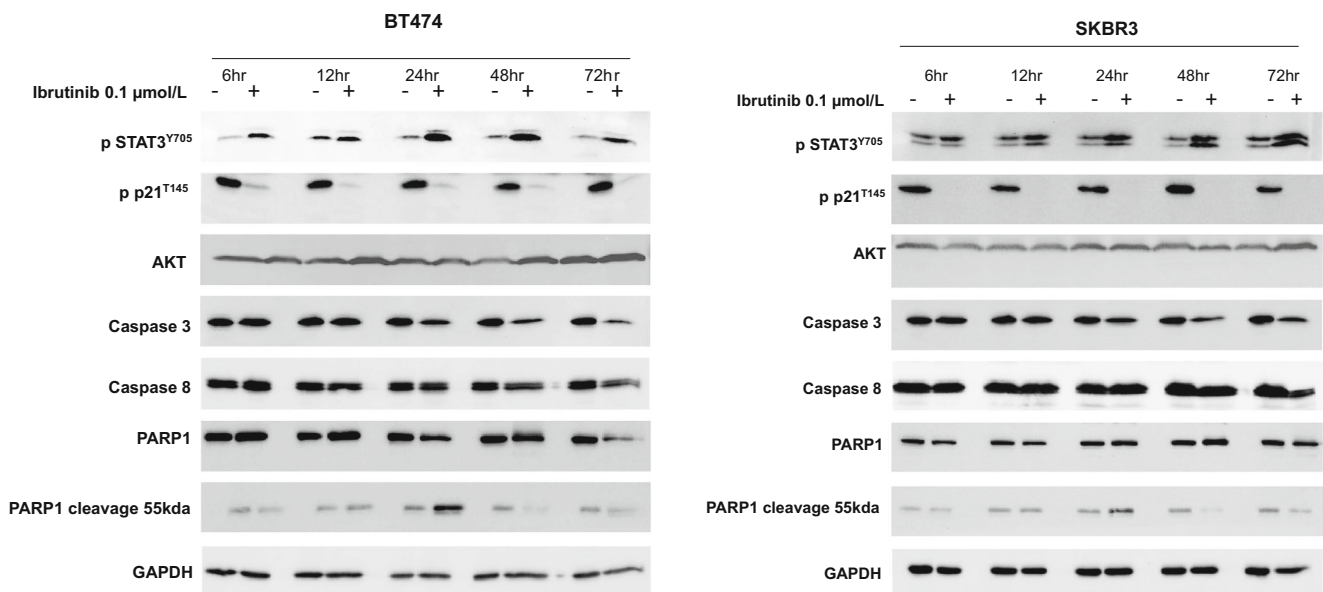 BT474
6hr 12hr 24hr 48hr 72hr
Ibrutinib 0.1 µmol/L - + - + - + - + - +
p STAT3Y705
p p21T145
AKT
Caspase 3
Caspase 8
PARP1
PARP1 cleavage 55kda
GAPDH
SKBR3
6hr 12hr 24hr 48hr 72hr
Ibrutinib 0.1 µmol/L - + - + - + - + - +
p STAT3Y705
p p21T145
AKT
Caspase 3
Caspase 8
PARP1
PARP1 cleavage 55kda
GAPDH